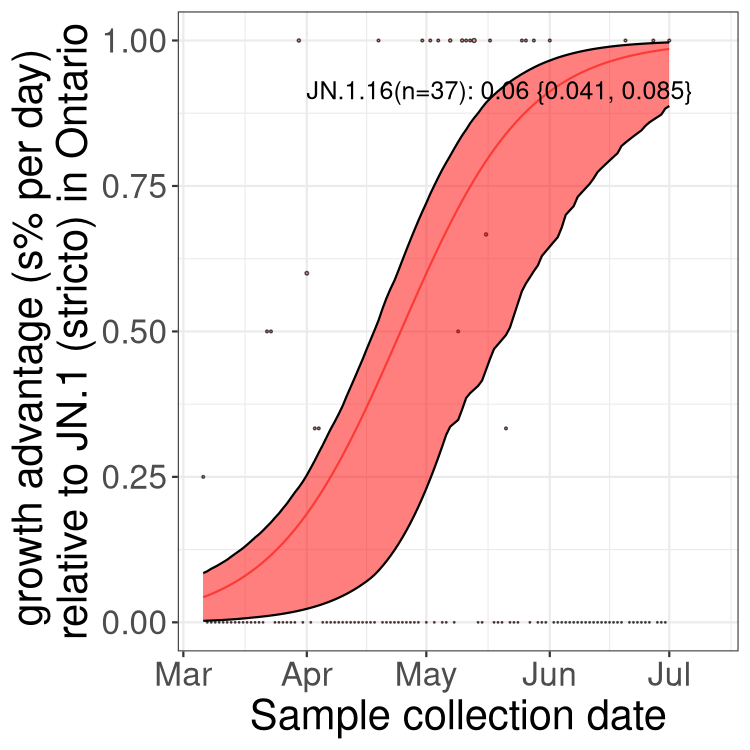 growth advantage (s% per day)
relative to JN.1 (stricto) in Ontario
1.00
0.75
0.50
0.25
0.00
JN.1.16(n=37): 0.06 {0.041, 0.085}
Mar Apr May Jun Jul
Sample collection date